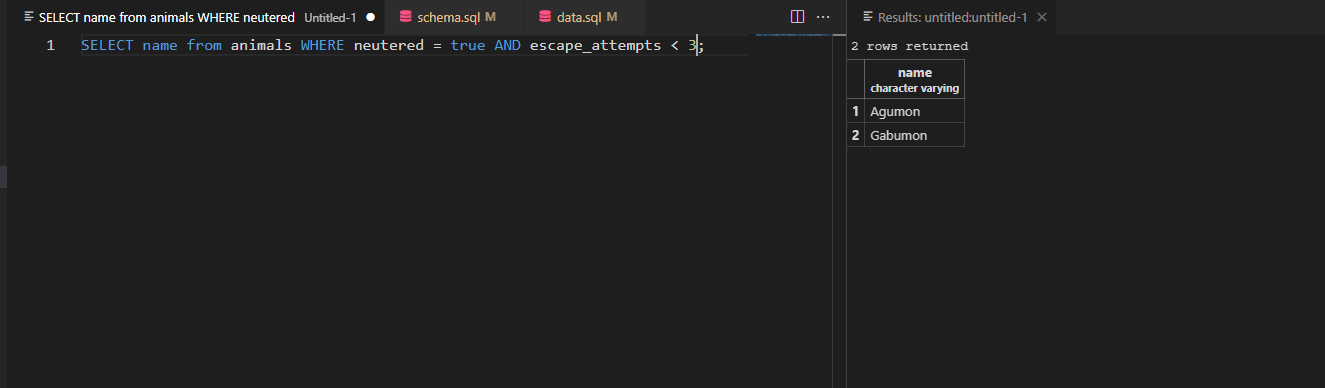 SELECT name from animals WHERE neutered Untitled-1
schema.sql M
data.sql M
1 SELECT name from animals WHERE neutered = true AND escape_attempts < 3;
Results: untitled:untitled-1
2 rows returned
name
character varying
1 Agumon
2 Gabumon